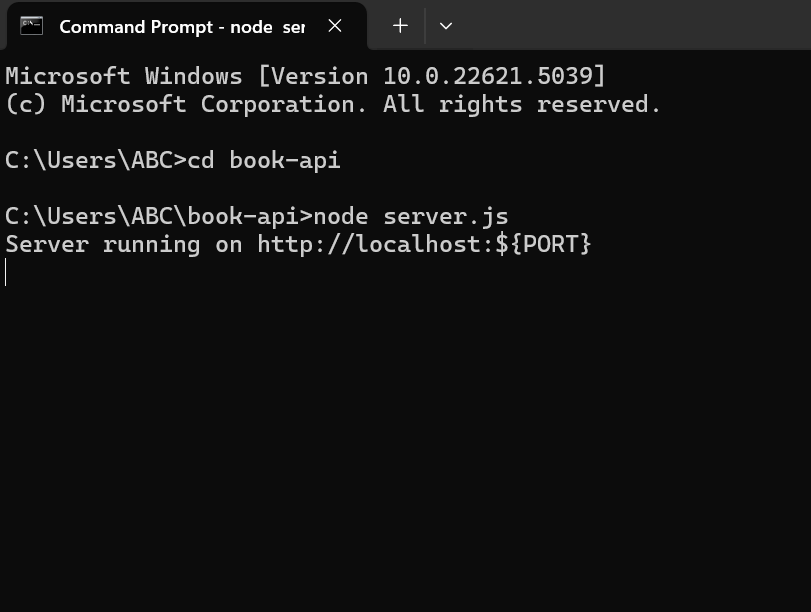 Command Prompt - node ser
Microsoft Windows [Version 10.0.22621.5039]
(c) Microsoft Corporation. All rights reserved.
C:\Users\ABC>cd book-api
C:\Users\ABC\book-api>node server.js
Server running on http://localhost:${PORT}